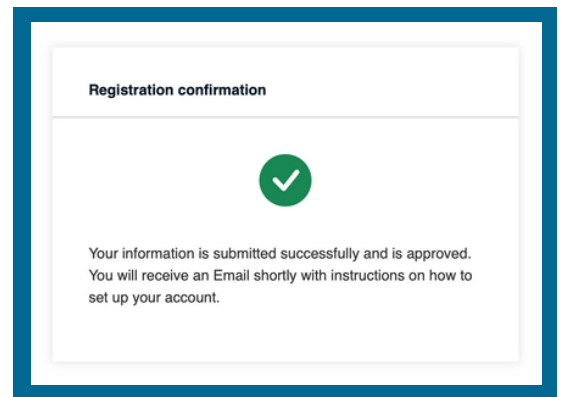 Registration confirmation
Your information is submitted successfully and is approved.
You will receive an Email shortly with instructions on how to
set up your account.